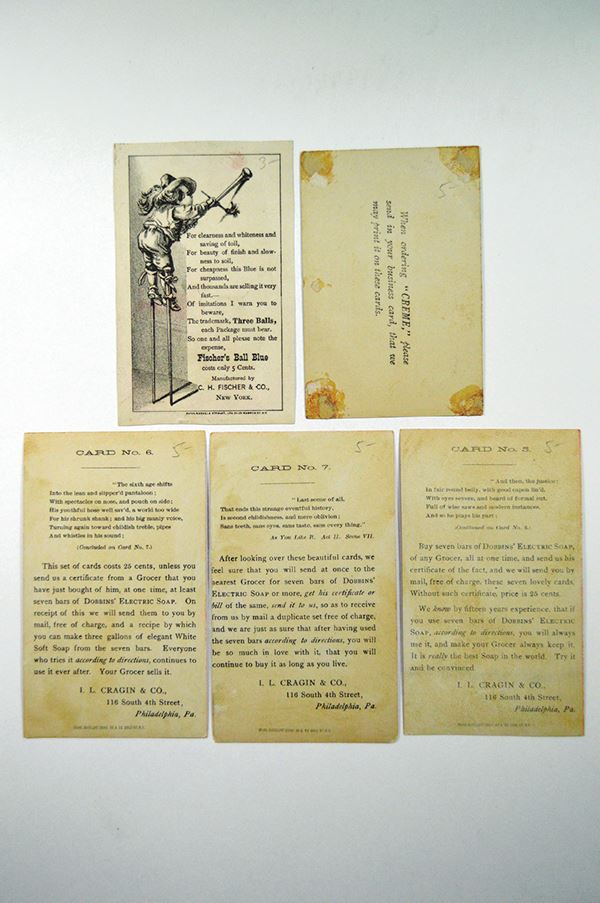 3-
For clearness and whiteness and
saving of toil,
For beauty of finish and slow-
ness to soil,
For cheapness this Blue is not
surpassed,
And thousands are selling it very
fast.—
Of imitations I warn you to
beware,
The trademark, Three Balls,
each Package must bear.
So one and all please note the
expense,
Fischer's Ball Blue
costs only 5 Cents.
Manufactured by
C. H. FISCHER & CO.,
NEW YORK.
5-
When ordering "CREME," please
send in your business card, that we
may print it on these cards.
CARD No. 6.
5-
"The sixth age shifts
Into the lean and slipper'd pantaloon;
With spectacles on nose, and pouch on side;
His youthful hose well sav'd, a world too wide
For his shrunk shank; and his big manly voice,
Turning again toward childish treble, pipes
And whistles in his sound;
(Concluded on Card No. 7.)
This set of cards costs 25 cents, unless you
send us a certificate from a Grocer that you
have just bought of him, at one time, at least
seven bars of DOBBINS' ELECTRIC SOAP. On
receipt of this we will send them to you by
mail, free of charge, and a recipe by which
you can make three gallons of elegant White
Soft Soap from the seven bars. Everyone
who tries it according to directions, continues to
use it ever after. Your Grocer sells it.
I. L. CRAGIN & CO.,
116 South 4th Street,
Philadelphia, Pa.
CARD No. 7.
5-
"Last scene of all,
That ends this strange eventful history,
Is second childishness, and mere oblivion;
Sans teeth, sans eyes, sans taste, sans every thing."
As You Like It. Act II. Scene VII.
After looking over these beautiful cards, we
feel sure that you will send at once to the
nearest Grocer for seven bars of DOBBINS'
ELECTRIC SOAP or more, get his certificate or
bill of the same, send it to us, so as to receive
from us by mail a duplicate set free of charge,
and we are just as sure that after having used
the seven bars according to directions, you will
be so much in love with it, that you will
continue to buy it as long as you live.
I. L. CRAGIN & CO.,
116 South 4th Street,
Philadelphia, Pa.
CARD No. 5.
5-
"And then, the justice:
In fair round belly, with good capon lin'd,
With eyes severe, and beard of formal cut,
Full of wise saws and modern instances,
And so he plays his part;
(Continued on Card No. 6.)
Buy seven bars of DOBBINS' ELECTRIC SOAP,
of any Grocer, all at one time, and send us his
certificate of the fact, and we will send you by
mail, free of charge, these seven lovely cards.
Without such certificate, price is 25 cents.
We know by fifteen years experience, that if
you use seven bars of DOBBINS' ELECTRIC
SOAP, according to directions, you will always
use it, and make your Grocer always keep it.
It is really the best Soap in the World. Try it
and be convinced
I. L. CRAGIN & CO.,
116 South 4th Street,
Philadelphia, Pa.